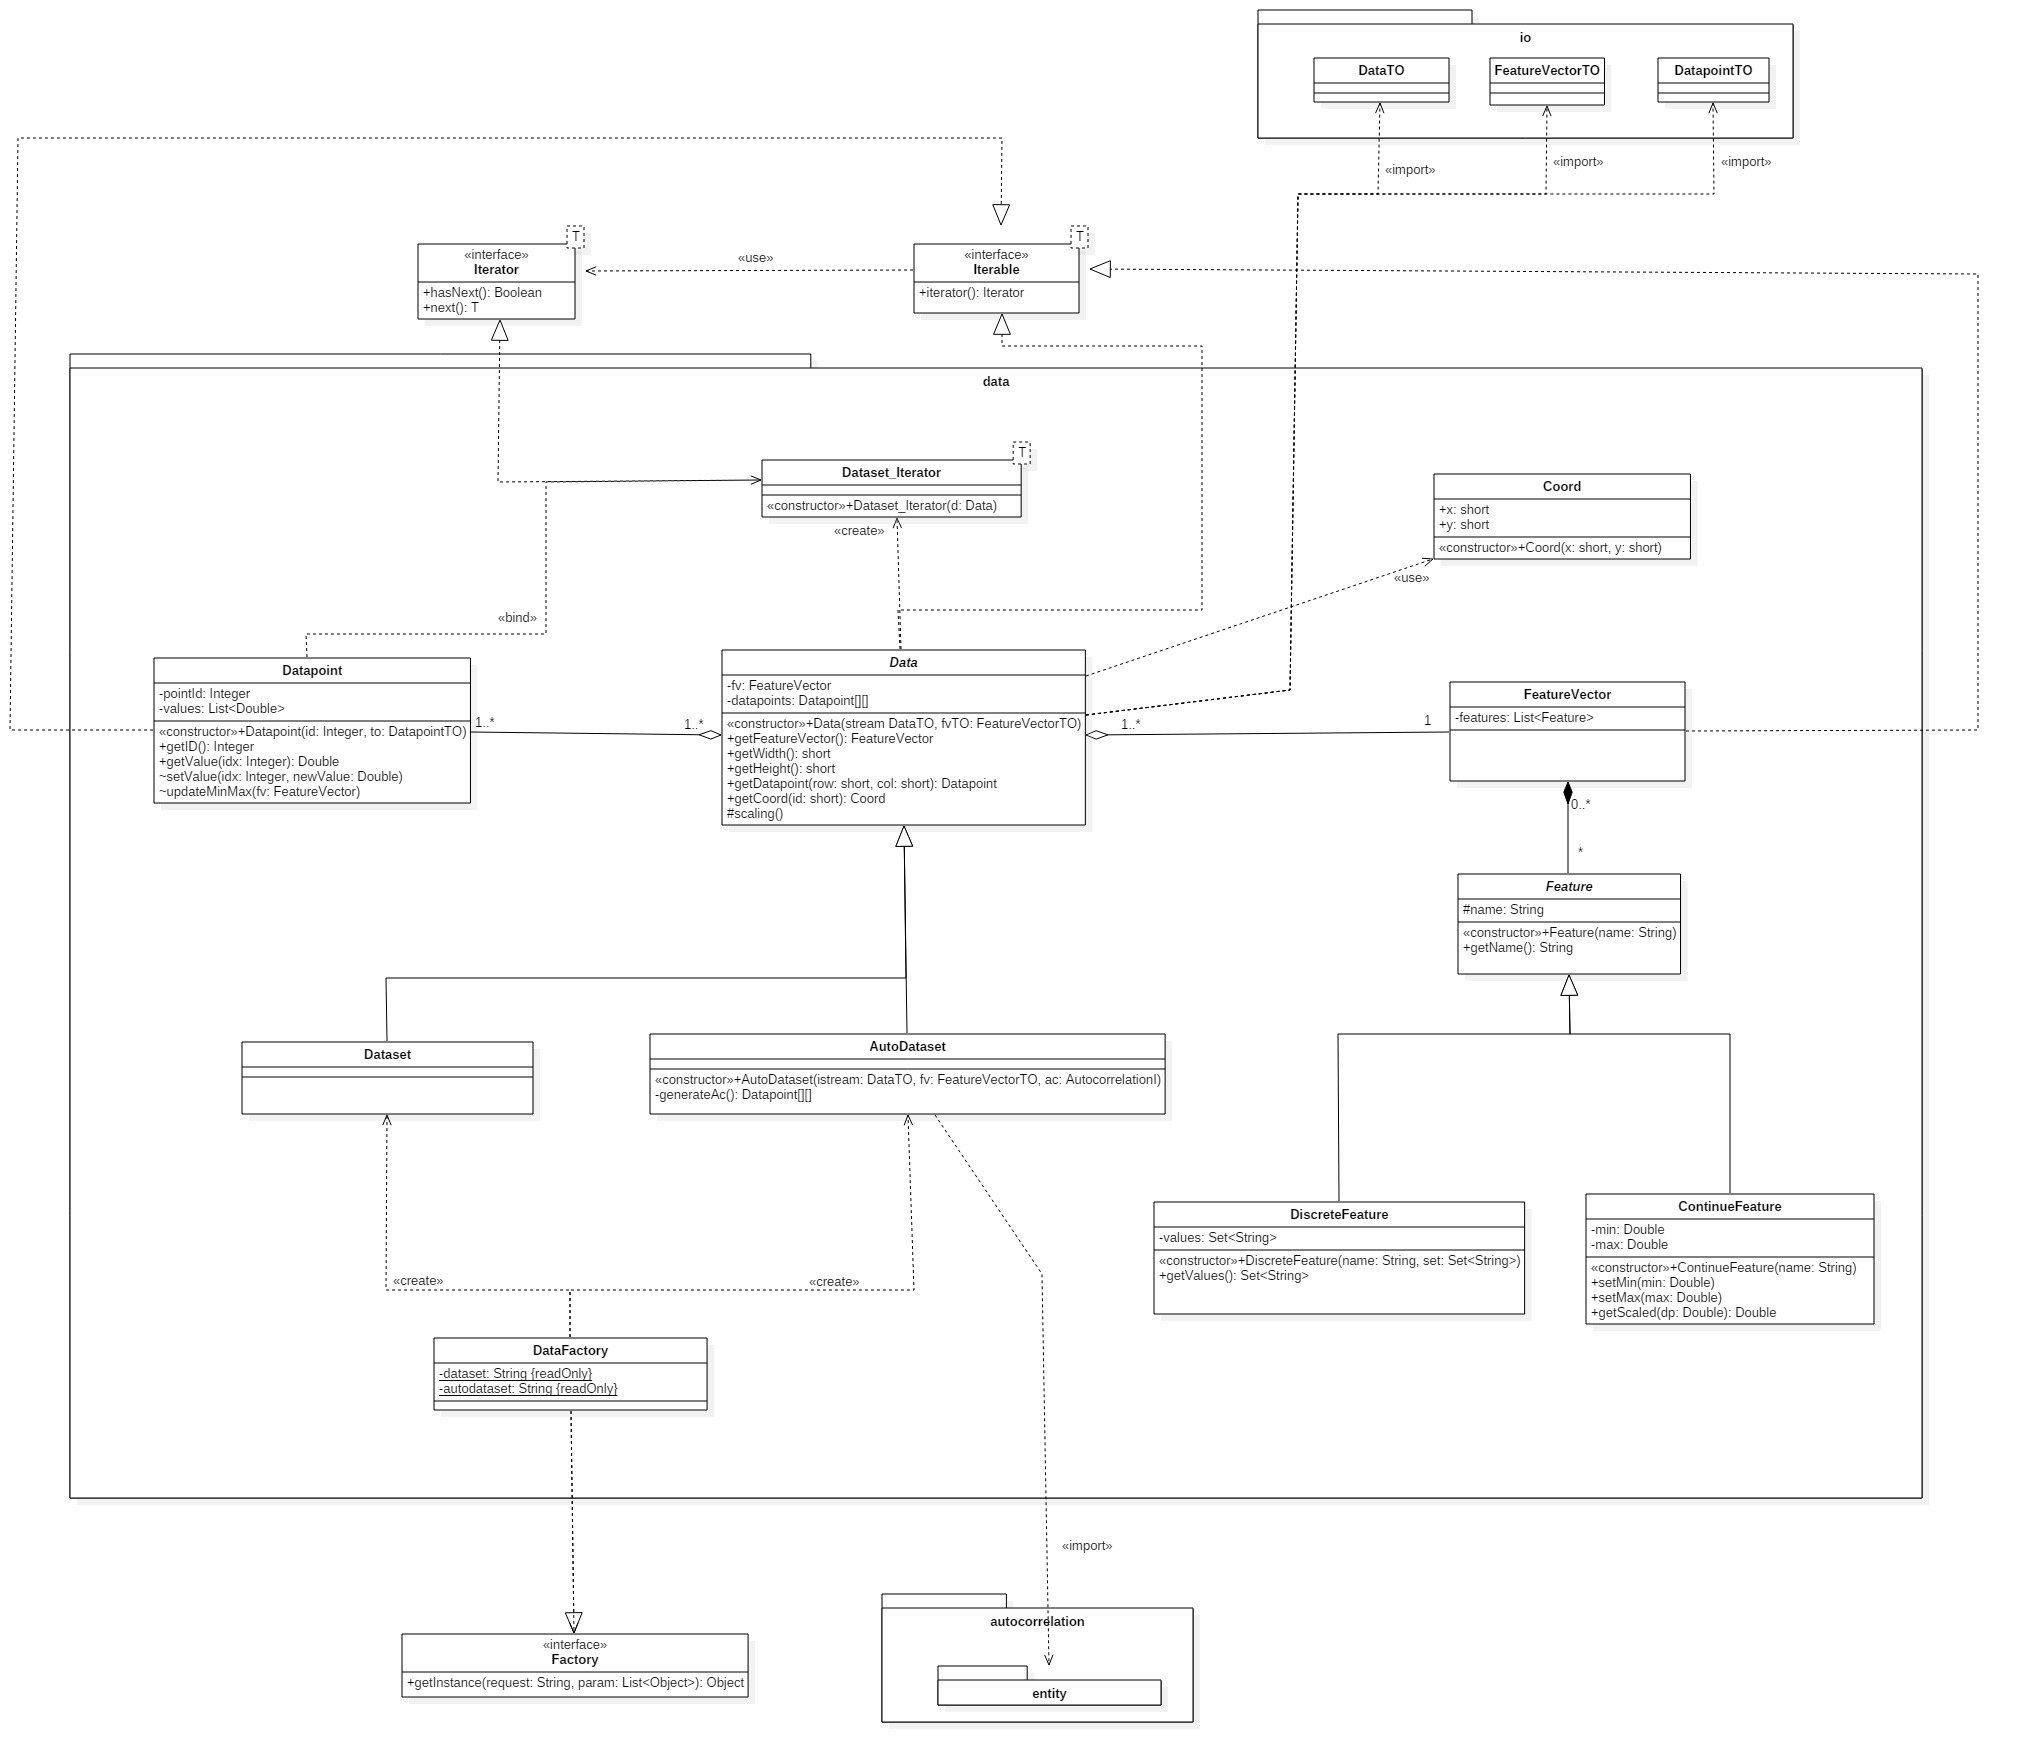 io
DataTO
FeatureVectorTO
DatapointTO
«import»
«import»
«import»
T
«interface»
Iterator
+hasNext(): Boolean
+next(): T
«use»
T
«interface»
Iterable
+iterator(): Iterator
data
T
Dataset_Iterator
«constructor»+Dataset_Iterator(d: Data)
«create»
Coord
+x: short
+y: short
«constructor»+Coord(x: short, y: short)
«use»
«bind»
Datapoint
-pointId: Integer
-values: List<Double>
«constructor»+Datapoint(id: Integer, to: DatapointTO)
+getID(): Integer
+getValue(idx: Integer): Double
~setValue(idx: Integer, newValue: Double)
~updateMinMax(fv: FeatureVector)
1..*
1..*
Data
-fv: FeatureVector
-datapoints: Datapoint[][]
«constructor»+Data(stream DataTO, fvTO: FeatureVectorTO)
+getFeatureVector(): FeatureVector
+getWidth(): short
+getHeight(): short
+getDatapoint(row: short, col: short): Datapoint
+getCoord(id: short): Coord
#scaling()
1..*
1
FeatureVector
-features: List<Feature>
0..*
*
Feature
#name: String
«constructor»+Feature(name: String)
+getName(): String
Dataset
AutoDataset
«constructor»+AutoDataset(istream: DataTO, fv: FeatureVectorTO, ac: AutocorrelationI)
-generateAc(): Datapoint[][]
DiscreteFeature
-values: Set<String>
«constructor»+DiscreteFeature(name: String, set: Set<String>)
+getValues(): Set<String>
ContinueFeature
-min: Double
-max: Double
«constructor»+ContinueFeature(name: String)
+setMin(min: Double)
+setMax(max: Double)
+getScaled(dp: Double): Double
«create»
«create»
DataFactory
-dataset: String {readOnly}
-autodataset: String {readOnly}
«import»
«interface»
Factory
+getInstance(request: String, param: List<Object>): Object
autocorrelation
entity